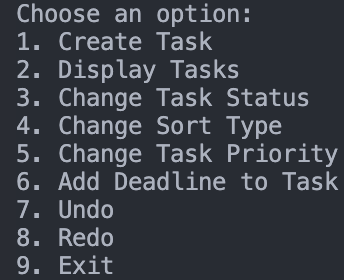 Choose an option:
1. Create Task
2. Display Tasks
3. Change Task Status
4. Change Sort Type
5. Change Task Priority
6. Add Deadline to Task
7. Undo
8. Redo
9. Exit